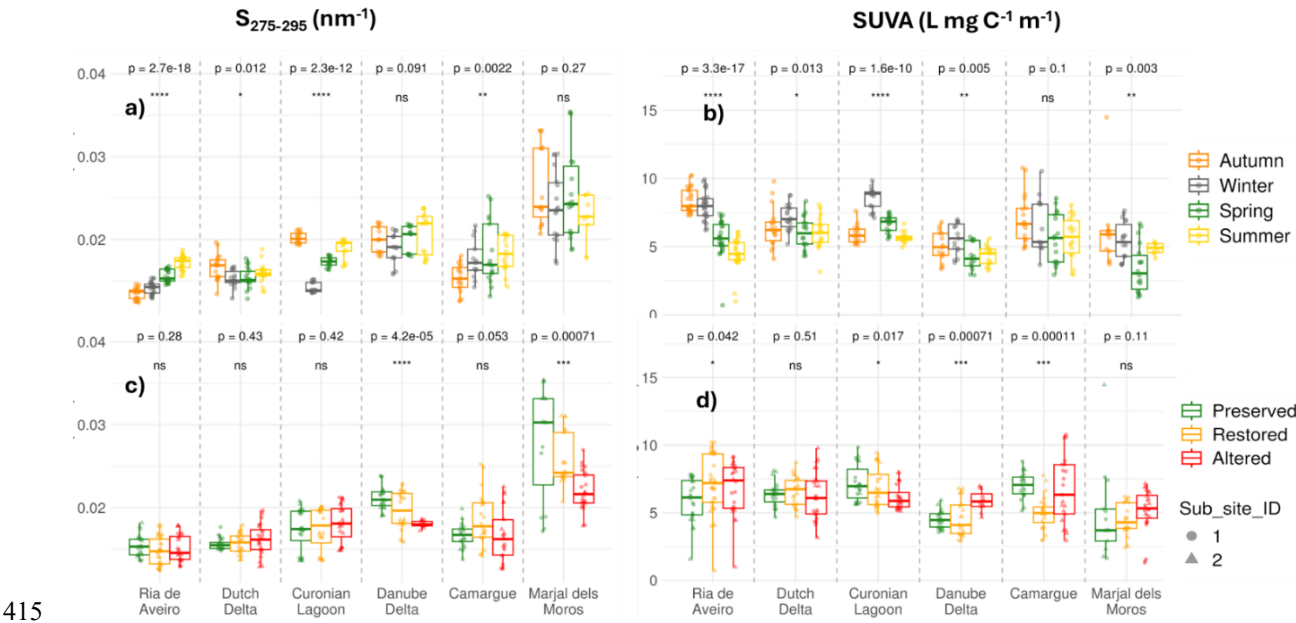 S275-295 (nm-1)
SUVA (L mg C-1 m-1)
p = 2.7e-18 p = 0.012 p = 2.3e-12 p = 0.091 p = 0.0022 p = 0.27
0.04
**** * **** ns ** ns
a)
0.03
0.02
p = 3.3e-17 p = 0.013 p = 1.6e-10 p = 0.005 p = 0.1 p = 0.003
**** * **** ** ns **
15
b)
10
5
0
Autumn
Winter
Spring
Summer
p = 0.28 p = 0.43 p = 0.42 p = 4.2e-05 p = 0.053 p = 0.00071
0.04
ns ns ns **** ns ***
c)
0.03
0.02
p = 0.042 p = 0.51 p = 0.017 p = 0.00071 p = 0.00011 p = 0.11
* ns * *** *** ns
15
d)
10
5
0
Preserved
Restored
Altered
Sub_site_ID
1
2
Ria de Dutch Curonian Danube Camargue Marjal dels
Aveiro Delta Lagoon Delta Moros
Ria de Dutch Curonian Danube Camargue Marjal dels
Aveiro Delta Lagoon Delta Moros
415